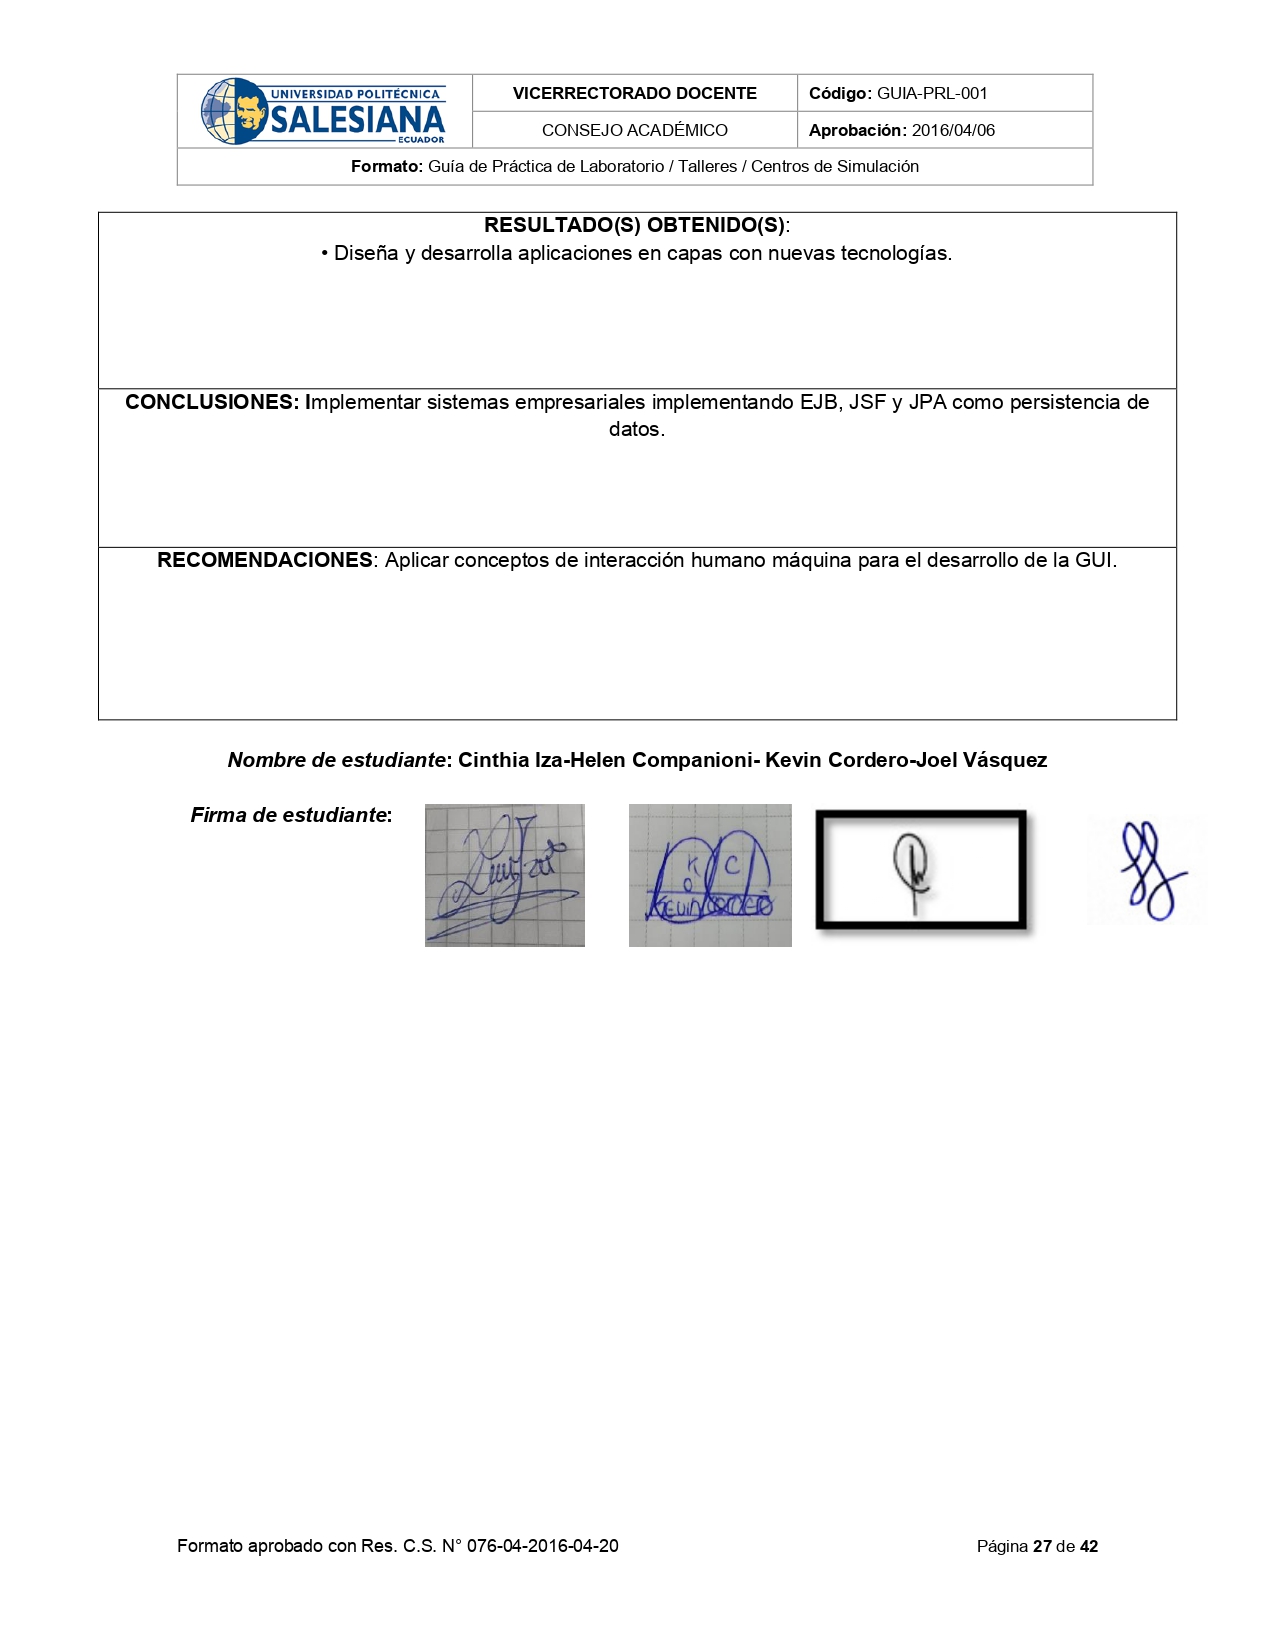 UNIVERSIDAD POLITÉCNICA
SALESIANA
ECUADOR
VICERRECTORADO DOCENTE
Código: GUIA-PRL-001
CONSEJO ACADÉMICO
Aprobación: 2016/04/06
Formato: Guía de Práctica de Laboratorio / Talleres / Centros de Simulación
RESULTADO(S) OBTENIDO(S):
• Diseña y desarrolla aplicaciones en capas con nuevas tecnologías.
CONCLUSIONES: Implementar sistemas empresariales implementando EJB, JSF y JPA como persistencia de
datos.
RECOMENDACIONES: Aplicar conceptos de interacción humano máquina para el desarrollo de la GUI.
Nombre de estudiante: Cinthia Iza-Helen Companioni- Kevin Cordero-Joel Vásquez
Firma de estudiante:
K C
O
KEVIN CORDERO
Formato aprobado con Res. C.S. N° 076-04-2016-04-20
Página 27 de 42